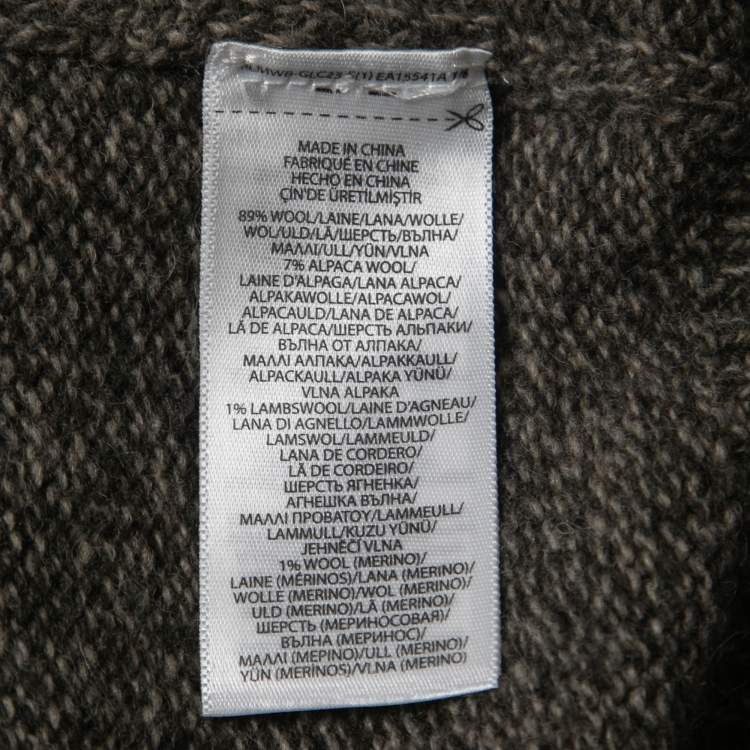 EA15541A 1/6
MADE IN CHINA
FABRIQUÉ EN CHINE
HECHO EN CHINA
ÇİN'DE ÜRETİLMİŞTİR
89% WOOL/LAINE/LANA/WOLLE/
WOL/ULD/LÃ/ШЕРСТЬ/ВЪЛНА/
ΜΑΛΛΙ/ULL/YÜN/VLNA
7% ALPACA WOOL/
LAINE D'ALPAGA/LANA ALPACA/
ALPAKAWOLLE/ALPACAWOL/
ALPACAULD/LANA DE ALPACA/
LÃ DE ALPACA/ШЕРСТЬ АЛЬПАКИ/
ВЪЛНА ОТ АЛПАКА/
ΜΑΛΛΙ ΑΛΠΑΚΑ/ALPAKKAULL/
ALPACKAULL/ALPAKA YÜNÜ/
VLNA ALPAKA
1% LAMBSWOOL/LAINE D'AGNEAU/
LANA DI AGNELLO/LAMMWOLLE/
LAMSWOL/LAMMEULD/
LANA DE CORDERO/
LÃ DE CORDEIRO/
ШЕРСТЬ ЯГНЕНКА/
АГНЕШКА ВЪЛНА/
ΜΑΛΛΙ ΠΡΟΒΑΤΟΥ/LAMMEULL/
LAMMULL/KUZU YÜNÜ/
JEHNĚČÍ VLNA
1% WOOL (MERINO)/
LAINE (MÉRINOS)/LANA (MERINO)/
WOLLE (MERINO)/WOL (MERINO)/
ULD (MERINO)/LÃ (MERINO)/
ШЕРСТЬ (МЕРИНОСОВАЯ)/
ВЪЛНА (МЕРИНОС)/
ΜΑΛΛΙ (ΜΕΡΙΝΟ)/ULL (MERINO)/
YÜN (MERINOS)/VLNA (MERINO)